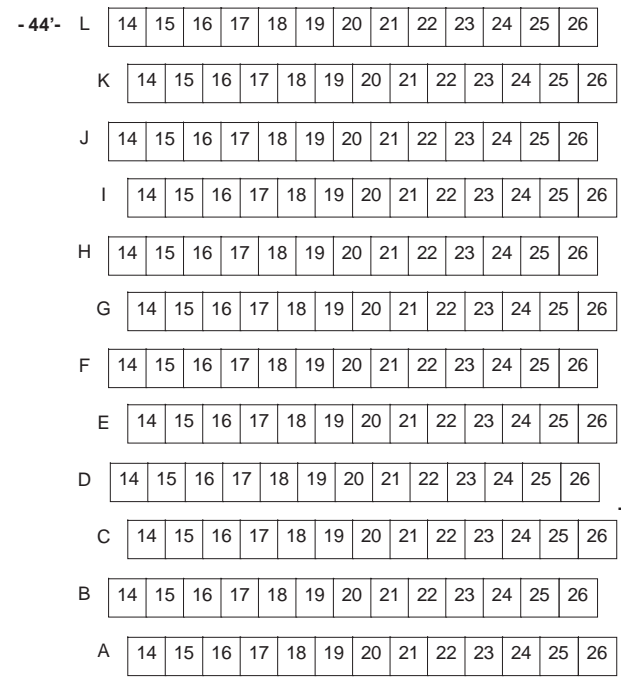 - 44'- L 14 15 16 17 18 19 20 21 22 23 24 25 26
K 14 15 16 17 18 19 20 21 22 23 24 25 26
J 14 15 16 17 18 19 20 21 22 23 24 25 26
I 14 15 16 17 18 19 20 21 22 23 24 25 26
H 14 15 16 17 18 19 20 21 22 23 24 25 26
G 14 15 16 17 18 19 20 21 22 23 24 25 26
F 14 15 16 17 18 19 20 21 22 23 24 25 26
E 14 15 16 17 18 19 20 21 22 23 24 25 26
D 14 15 16 17 18 19 20 21 22 23 24 25 26
C 14 15 16 17 18 19 20 21 22 23 24 25 26
B 14 15 16 17 18 19 20 21 22 23 24 25 26
A 14 15 16 17 18 19 20 21 22 23 24 25 26